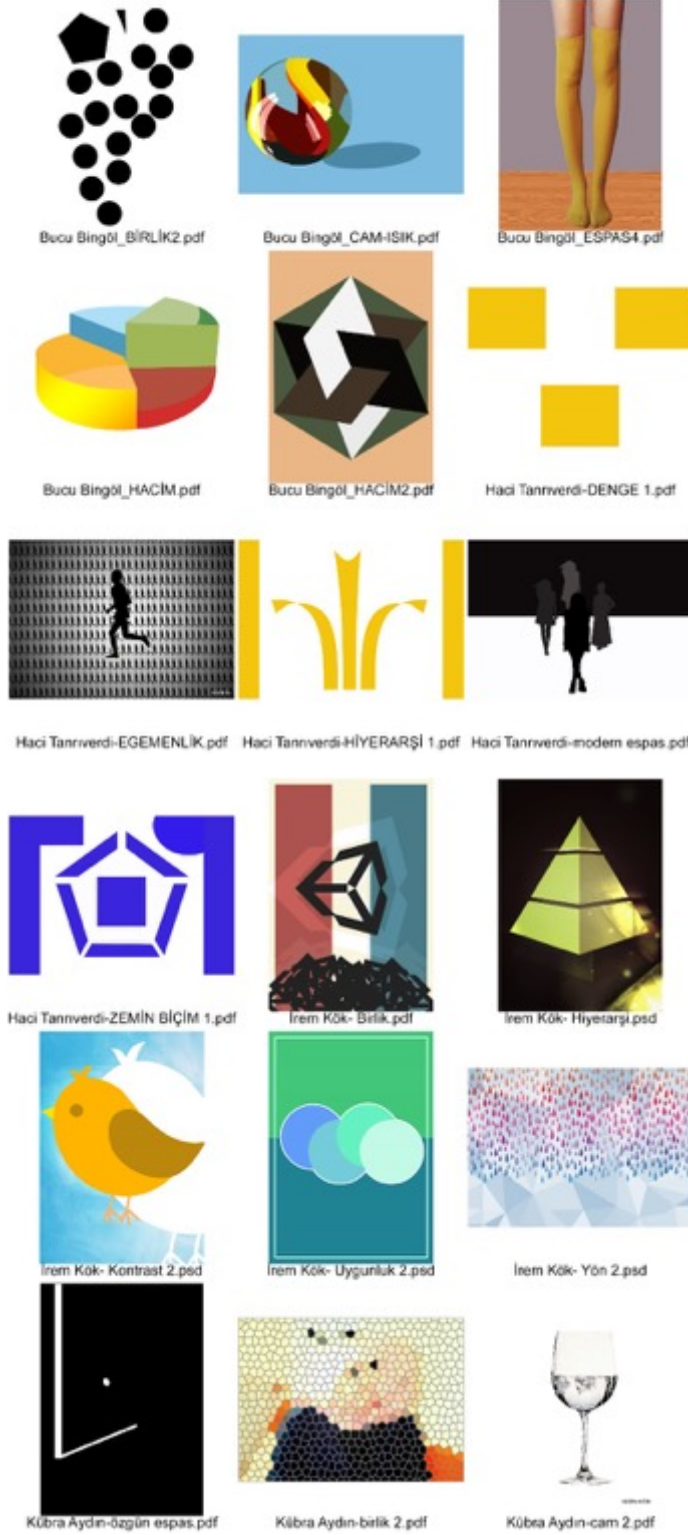 Bucu Bingöl_BİRLİK2.pdf
Bucu Bingöl_CAM-ISIK.pdf
Bucu Bingöl_ESPAS4.pdf
Bucu Bingöl_HACİM.pdf
Bucu Bingöl_HACİM2.pdf
Haci Tanrıverdi-DENGE 1.pdf
Haci Tanrıverdi-EGEMENLİK.pdf
Haci Tanrıverdi-HİYERARŞİ 1.pdf
Haci Tanrıverdi-modern espas.pdf
Haci Tanrıverdi-ZEMİN BİÇİM 1.pdf
İrem Kök- Birlik.pdf
İrem Kök- Hiyerarşi.psd
İrem Kök- Kontrast 2.psd
İrem Kök- Uygunluk 2.psd
İrem Kök- Yön 2.psd
Kübra Aydın-özgün espas.pdf
Kübra Aydın-birlik 2.pdf
Kübra Aydın-cam 2.pdf